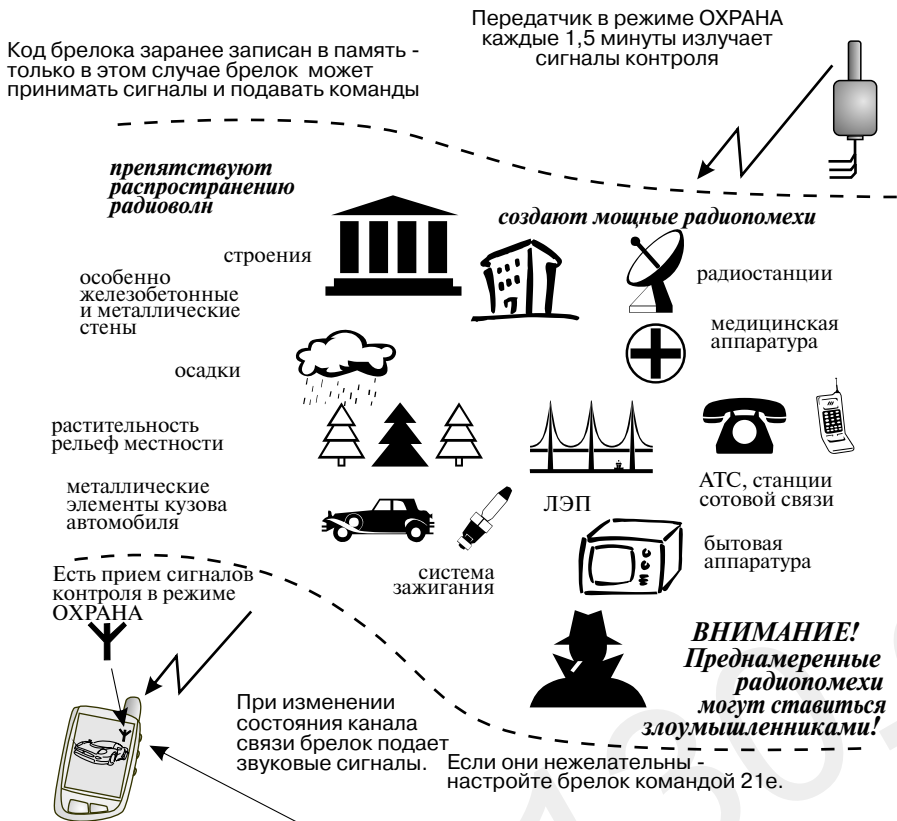 Передатчик в режиме ОХРАНА
каждые 1,5 минуты излучает
сигналы контроля
Код брелока заранее записан в память -
только в этом случае брелок может
принимать сигналы и подавать команды
препятствуют
распространению
радиоволн
создают мощные радиопомехи
строения
особенно
железобетонные
и металлические
стены
осадки
растительность
рельеф местности
металлические
элементы кузова
автомобиля
система
зажигания
радиостанции
медицинская
аппаратура
АТС, станции
сотовой связи
ЛЭП
бытовая
аппаратура
Есть прием сигналов
контроля в режиме
ОХРАНА
ВНИМАНИЕ!
Преднамеренные
радиопомехи
могут ставиться
злоумышленниками!
При изменении
состояния канала
связи брелок подает
звуковые сигналы.
Если они нежелательны -
настройте брелок командой 21е.